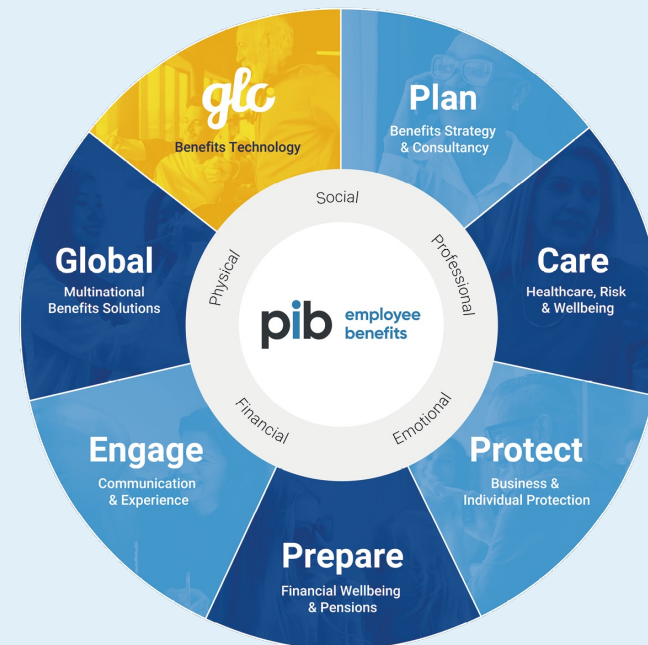 glo
Benefits Technology
Plan
Benefits Strategy
& Consultancy
Care
Healthcare, Risk
& Wellbeing
Protect
Business &
Individual Protection
Prepare
Financial Wellbeing
& Pensions
Engage
Communication
& Experience
Global
Multinational
Benefits Solutions
Social
Professional
Emotional
Financial
Physical
pib employee
benefits